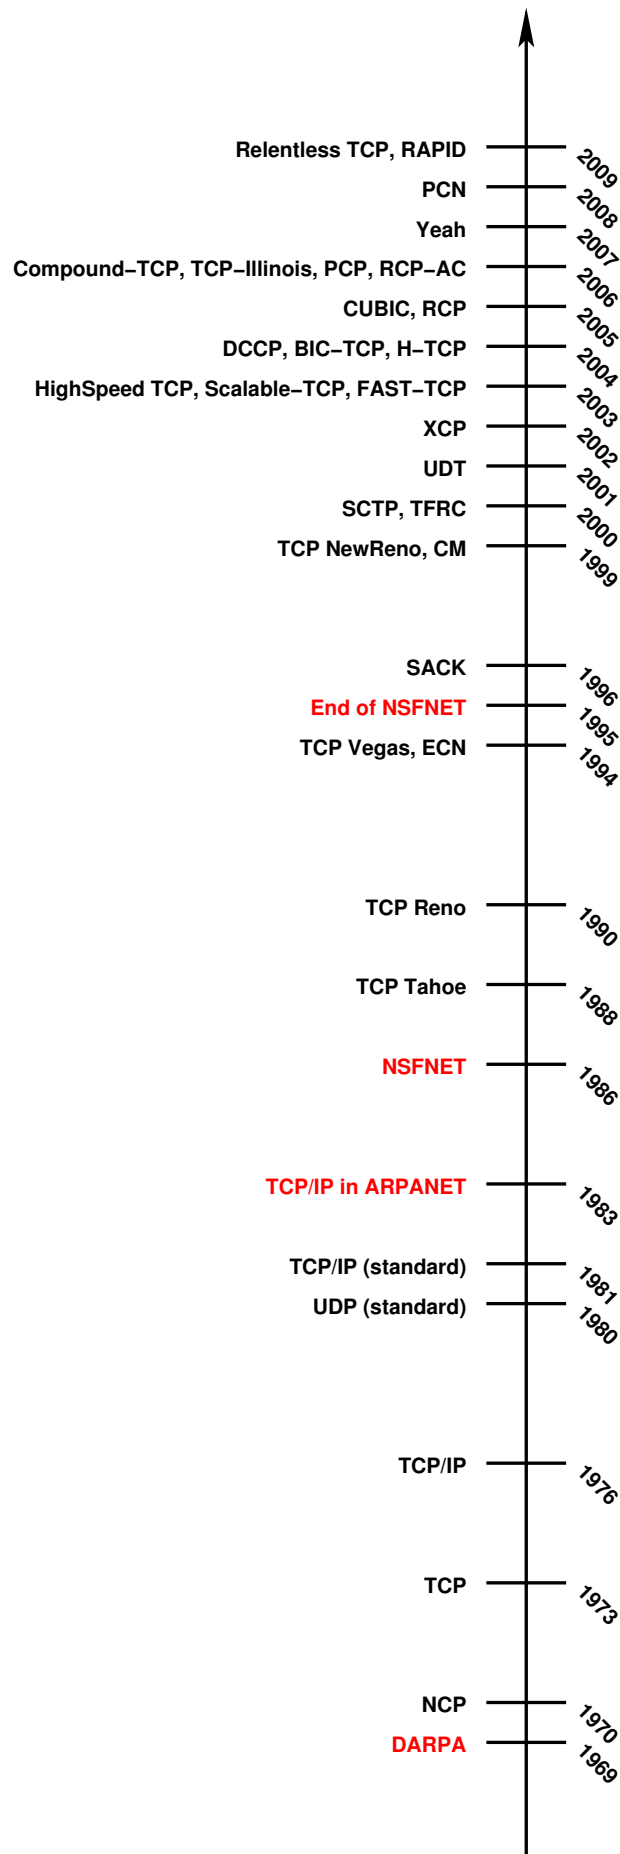 Relentless TCP, RAPID 2009
PCN 2008
Yeah 2007
Compound−TCP, TCP−Illinois, PCP, RCP−AC 2006
CUBIC, RCP 2005
DCCP, BIC−TCP, H−TCP 2004
HighSpeed TCP, Scalable−TCP, FAST−TCP 2003
XCP 2002
UDT 2001
SCTP, TFRC 2000
TCP NewReno, CM 1999
SACK 1996
End of NSFNET 1995
TCP Vegas, ECN 1994
TCP Reno 1990
TCP Tahoe 1988
NSFNET 1986
TCP/IP in ARPANET 1983
TCP/IP (standard) 1981
UDP (standard) 1980
TCP/IP 1976
TCP 1973
NCP 1970
DARPA 1969